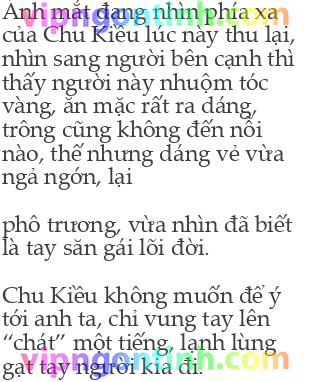 Ánh mắt đang nhìn phía xa
của Chu Kiều lúc này thu lại,
nhìn sang người bên cạnh thì
thấy người này nhuộm tóc
vàng, ăn mặc rất ra dáng,
trông cũng không đến nỗi
nào, thế nhưng dáng vẻ vừa
ngả ngớn, lại
phô trương, vừa nhìn đã biết
là tay săn gái lõi đời.
Chu Kiều không muốn để ý
tới anh ta, chỉ vung tay lên
“chát” một tiếng, lạnh lùng
gạt tay người kia đi.
vipngontinh.com
vipngontinh.com
vipngontinh.com